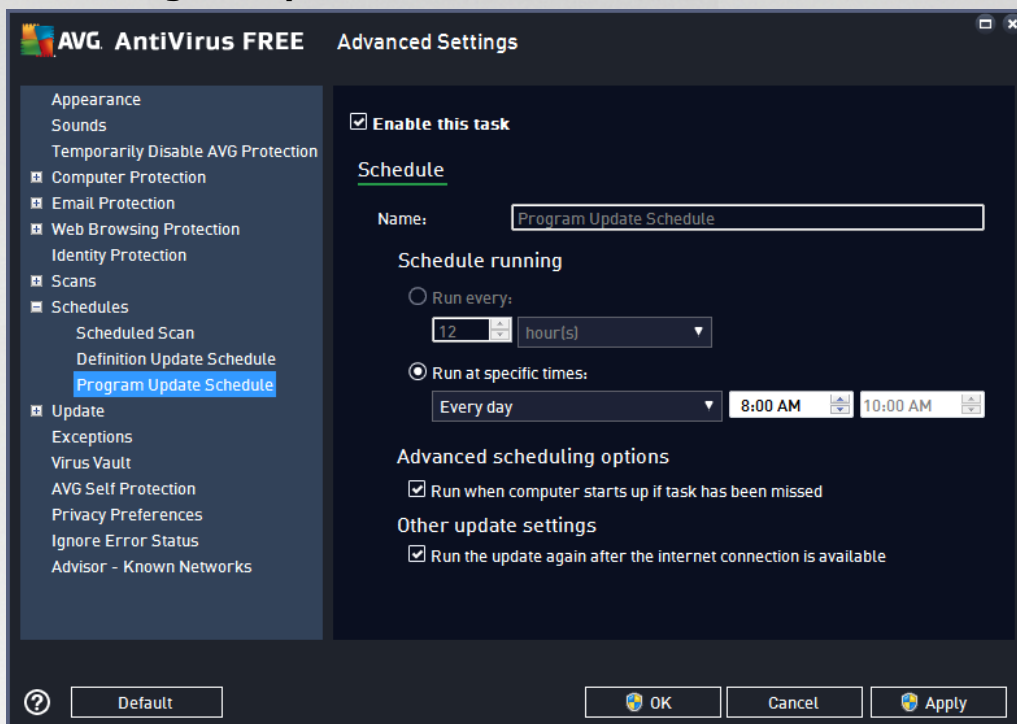 AVG. AntiVirus FREE Advanced Settings
Appearance
Sounds
Temporarily Disable AVG Protection
Computer Protection
Email Protection
Web Browsing Protection
Identity Protection
Scans
Schedules
Scheduled Scan
Definition Update Schedule
Program Update Schedule
Update
Exceptions
Virus Vault
AVG Self Protection
Privacy Preferences
Ignore Error Status
Advisor - Known Networks
Enable this task
Schedule
Name: Program Update Schedule
Schedule running
Run every:
12 hour(s)
Run at specific times:
Every day 8:00 AM 10:00 AM
Advanced scheduling options
Run when computer starts up if task has been missed
Other update settings
Run the update again after the internet connection is available
? Default OK Cancel Apply